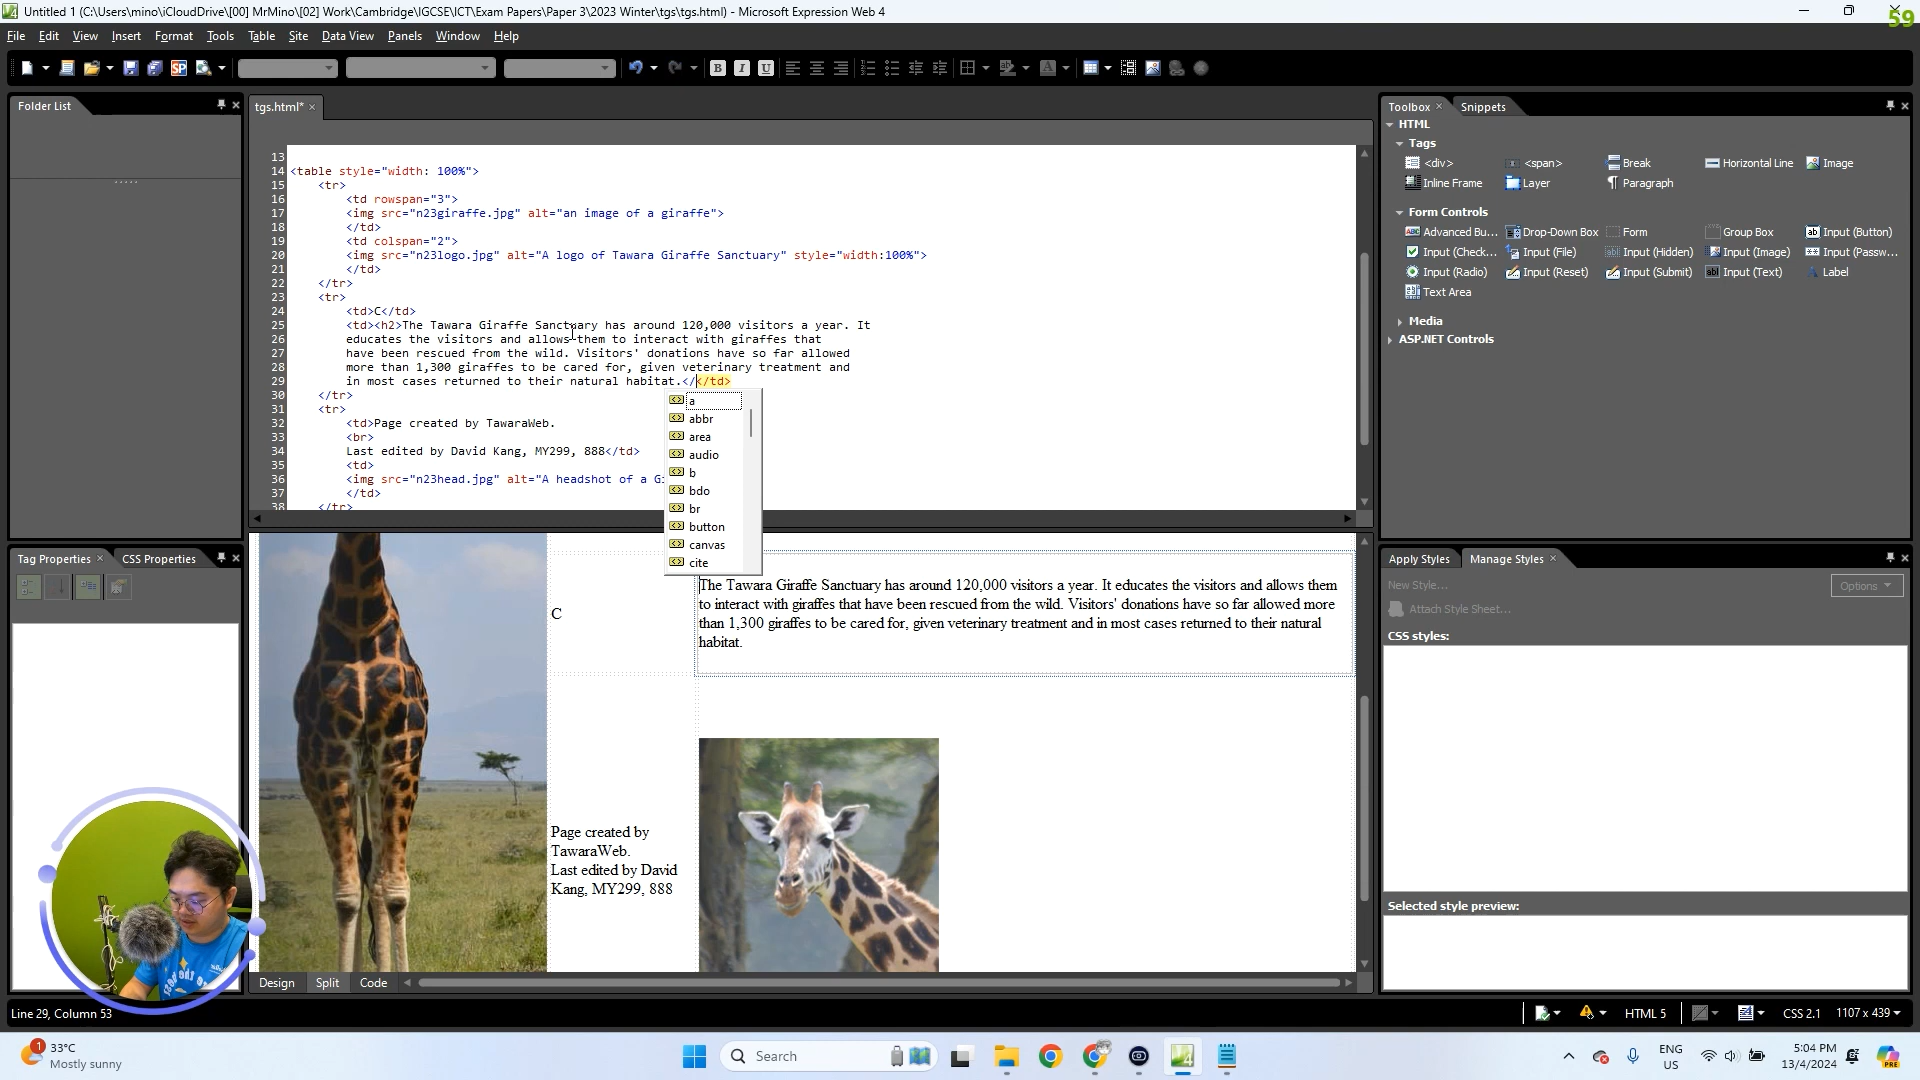 Untitled 1 (C:\Users\mino\iCloudDrive\[00] MrMino\[02] Work\Cambridge\IGCSE\ICT\Exam Papers\Paper 3\2023 Winter\tgs\tgs.html) - Microsoft Expression Web 4
59
File Edit View Insert Format Tools Table Site Data View Panels Window Help
Folder List
tgs.html*
Toolbox Snippets
HTML
Tags
<div> <span> Break Horizontal Line Image
Inline Frame Layer Paragraph
Form Controls
Advanced Bu... Drop-Down Box Form Group Box Input (Button)
Input (Check... Input (File) Input (Hidden) Input (Image) Input (Passw...
Input (Radio) Input (Reset) Input (Submit) Input (Text) Label
Text Area
Media
ASP.NET Controls
13
14 <table style="width: 100%">
15 <tr>
16 <td rowspan="3">
17 <img src="n23giraffe.jpg" alt="an image of a giraffe">
18 </td>
19 <td colspan="2">
20 <img src="n23logo.jpg" alt="A logo of Tawara Giraffe Sanctuary" style="width:100%">
21 </td>
22 </tr>
23 <tr>
24 <td>C</td>
25 <td><h2>The Tawara Giraffe Sanctuary has around 120,000 visitors a year. It
26 educates the visitors and allows them to interact with giraffes that
27 have been rescued from the wild. Visitors' donations have so far allowed
28 more than 1,300 giraffes to be cared for, given veterinary treatment and
29 in most cases returned to their natural habitat.</</td>
30 </tr>
31 <tr>
32 <td>Page created by TawaraWeb.
33 <br>
34 Last edited by David Kang, MY299, 888</td>
35 <td>
36 <img src="n23head.jpg" alt="A headshot of a G
37 </td>
38 </tr>
a
abbr
area
audio
b
bdo
br
button
canvas
cite
Tag Properties CSS Properties
C
The Tawara Giraffe Sanctuary has around 120,000 visitors a year. It educates the visitors and allows them
to interact with giraffes that have been rescued from the wild. Visitors' donations have so far allowed more
than 1,300 giraffes to be cared for, given veterinary treatment and in most cases returned to their natural
habitat.
Page created by
TawaraWeb.
Last edited by David
Kang, MY299, 888
Apply Styles Manage Styles
New Style...
Options
Attach Style Sheet...
CSS styles:
Selected style preview:
Design Split Code
Line 29, Column 53
HTML 5 CSS 2.1 1107 x 439
1
33°C
Mostly sunny
Search
ENG
US
5:04 PM
13/4/2024
PRE